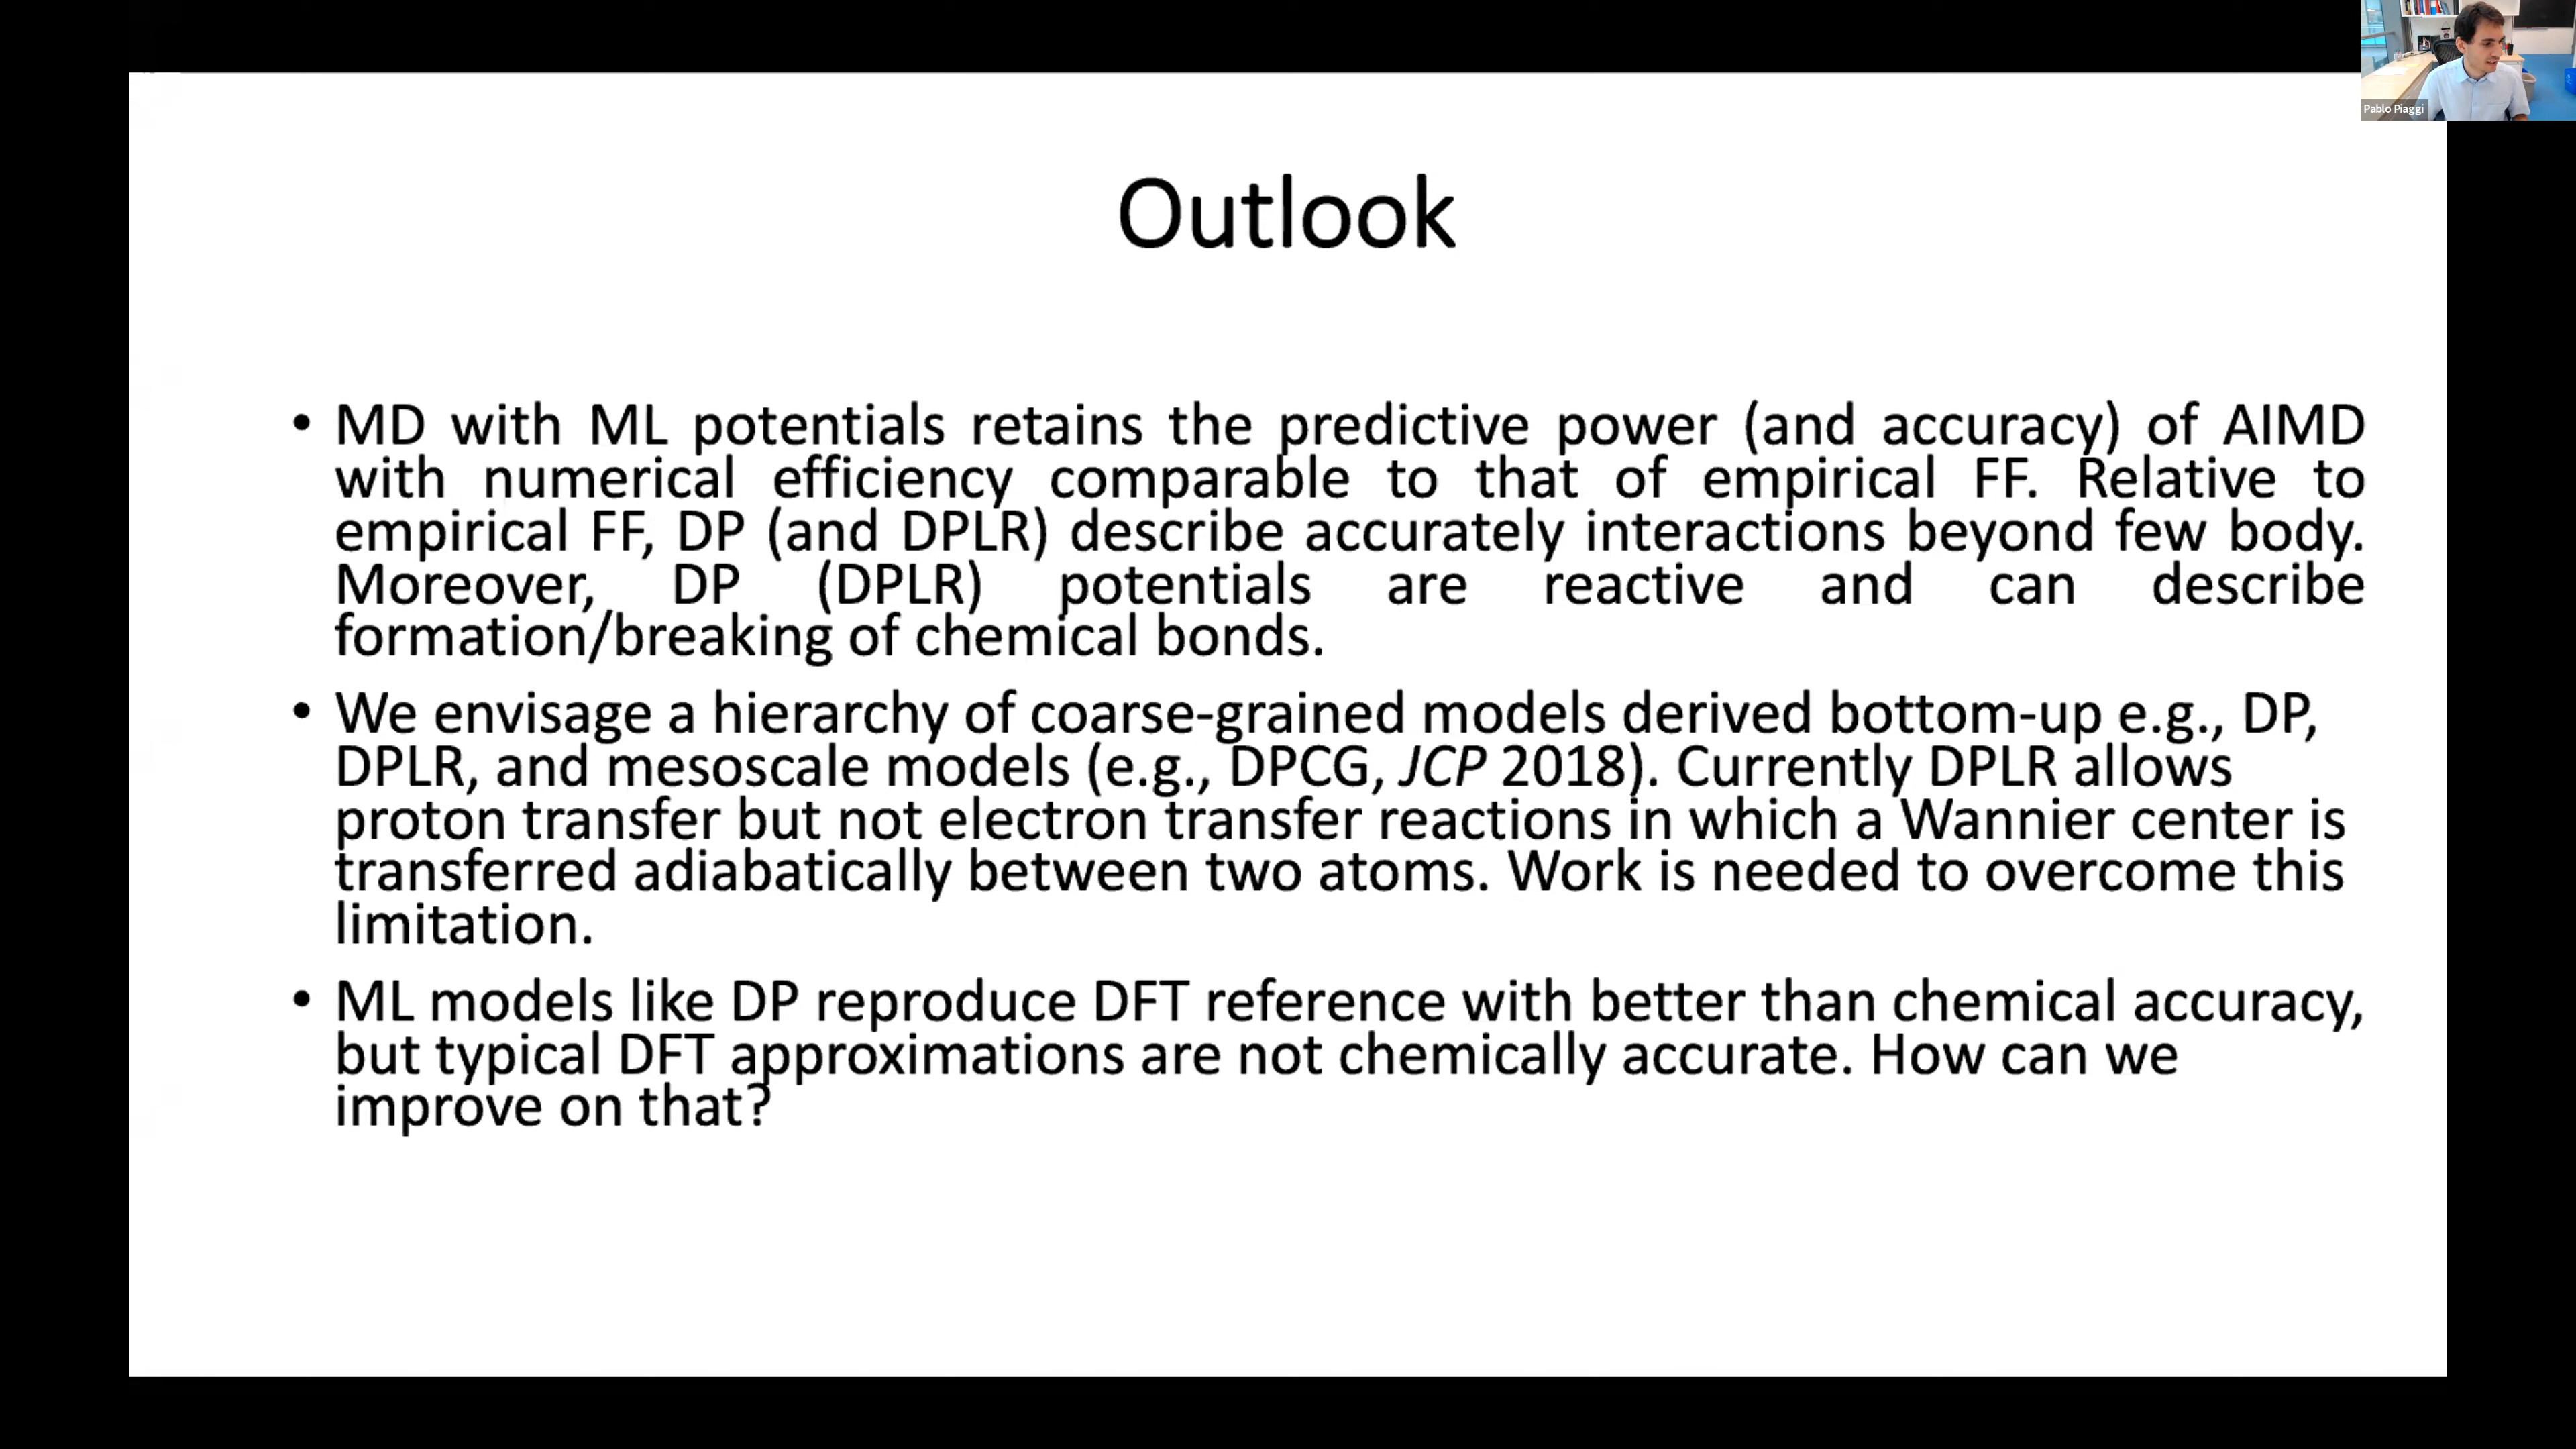 Pablo Piaggi
Outlook
• MD with ML potentials retains the predictive power (and accuracy) of AIMD
with numerical efficiency comparable to that of empirical FF. Relative to
empirical FF, DP (and DPLR) describe accurately interactions beyond few body.
Moreover, DP (DPLR) potentials are reactive and can describe
formation/breaking of chemical bonds.
• We envisage a hierarchy of coarse-grained models derived bottom-up e.g., DP,
DPLR, and mesoscale models (e.g., DPCG, JCP 2018). Currently DPLR allows
proton transfer but not electron transfer reactions in which a Wannier center is
transferred adiabatically between two atoms. Work is needed to overcome this
limitation.
• ML models like DP reproduce DFT reference with better than chemical accuracy,
but typical DFT approximations are not chemically accurate. How can we
improve on that?